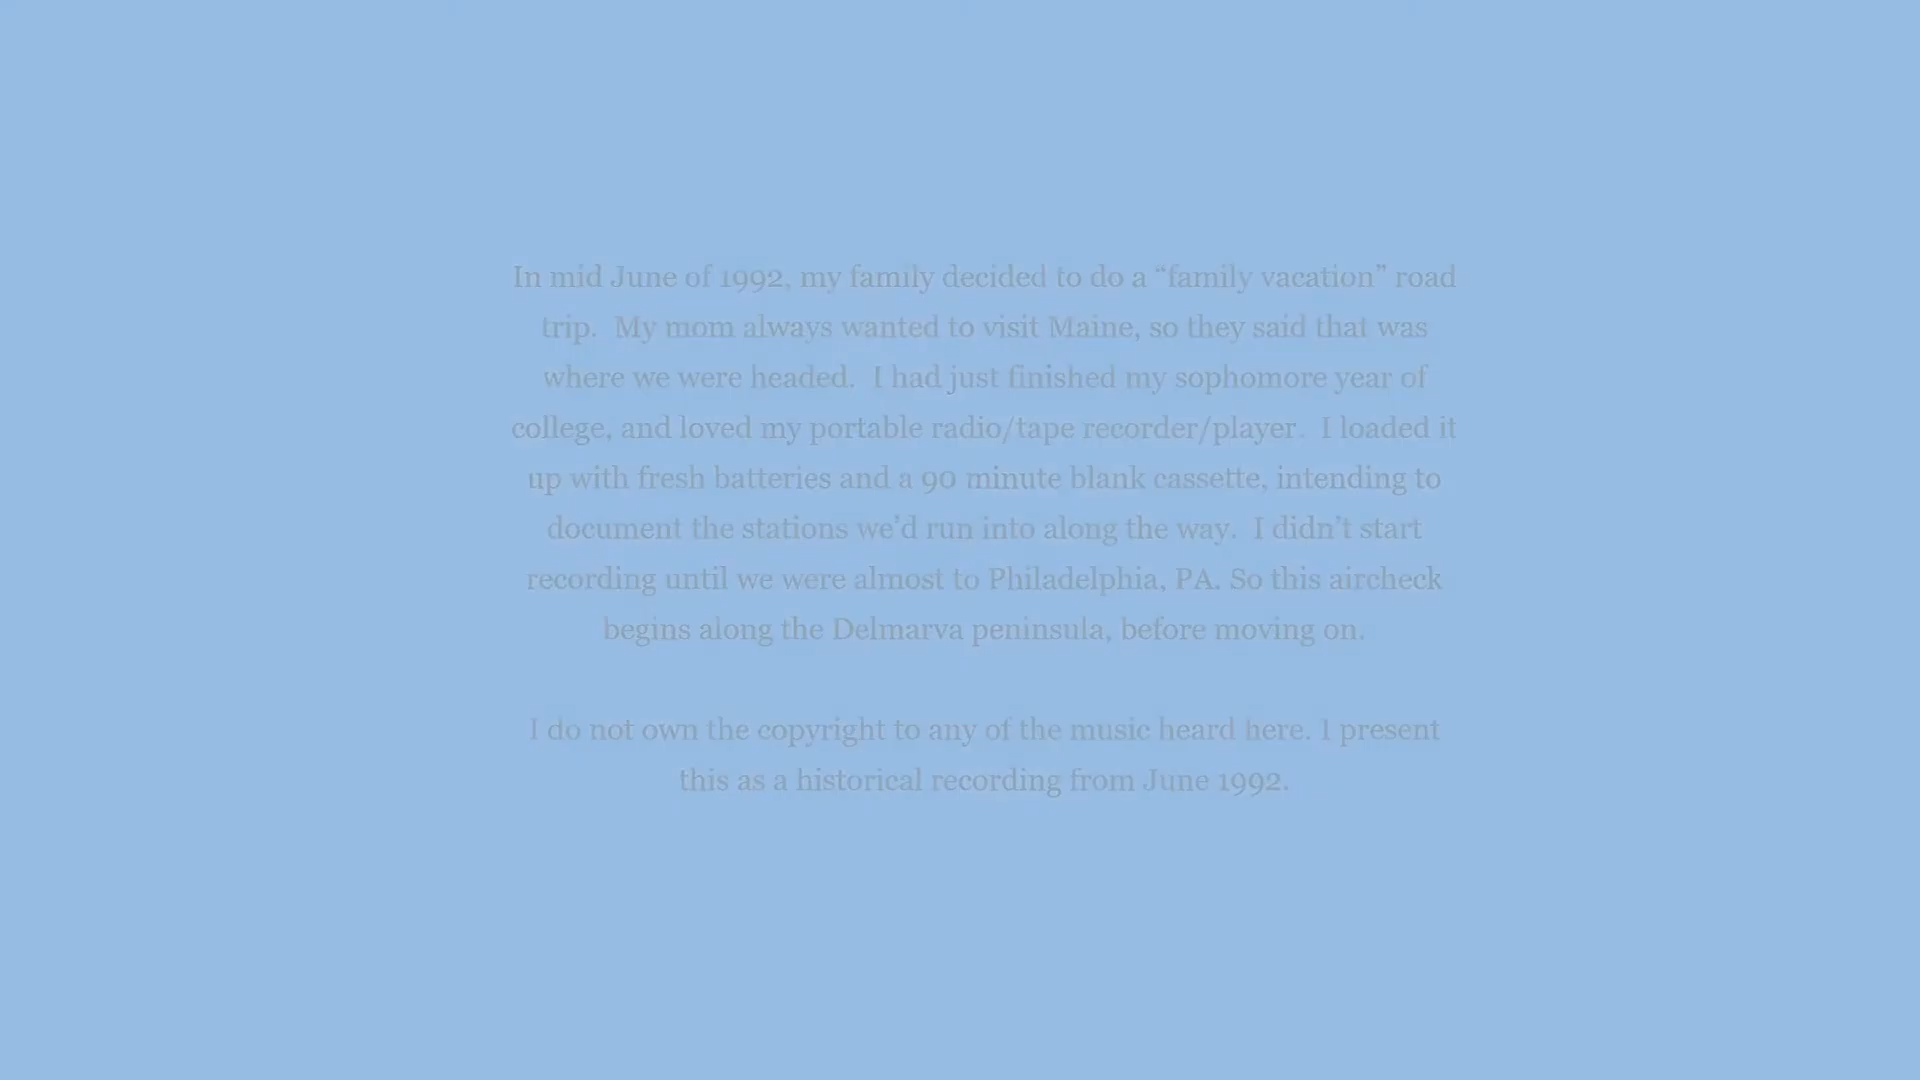 In mid June of 1992, my family decided to do a “family vacation” road
trip.  My mom always wanted to visit Maine, so they said that was
where we were headed.  I had just finished my sophomore year of
college, and loved my portable radio/tape recorder/player.  I loaded it
up with fresh batteries and a 90 minute blank cassette, intending to
document the stations we’d run into along the way.  I didn’t start
recording until we were almost to Philadelphia, PA. So this aircheck
begins along the Delmarva peninsula, before moving on.
I do not own the copyright to any of the music heard here. I present
this as a historical recording from June 1992.